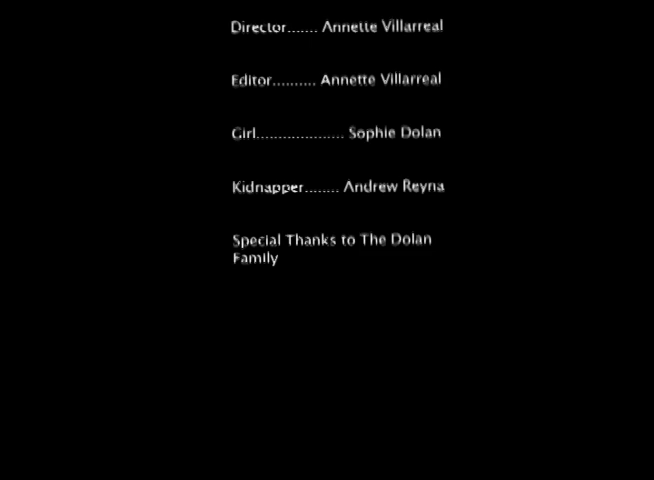 Director....... Annette Villarreal
Editor.......... Annette Villarreal
Girl.................... Sophie Dolan
Kidnapper........ Andrew Reyna
Special Thanks to The Dolan
Family